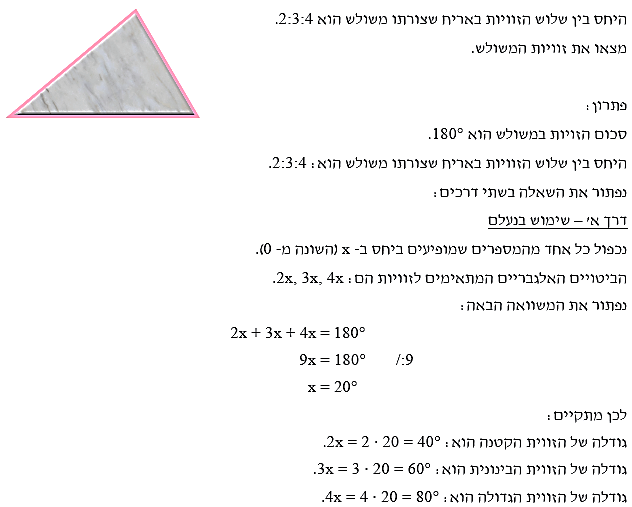 היחס בין שלוש הזוויות באריח שצורתו משולש הוא 2:3:4.
מצאו את זוויות המשולש.
פתרון:
סכום הזויות במשולש הוא 180°.
היחס בין שלוש הזוויות באריח שצורתו משולש הוא: 2:3:4.
נפתור את השאלה בשתי דרכים:
דרך א' – שימוש בנעלם
נכפול כל אחד מהמספרים שמופיעים ביחס ב- x (השונה מ- 0).
הביטויים האלגבריים המתאימים לזוויות הם: 2x, 3x, 4x.
נפתור את המשוואה הבאה:
2x + 3x + 4x = 180°
9x = 180° /:9
x = 20°
לכן מתקיים:
גודלה של הזווית הקטנה הוא: 2x = 2 · 20 = 40°.
גודלה של הזווית הבינונית הוא: 3x = 3 · 20 = 60°.
גודלה של הזווית הגדולה הוא: 4x = 4 · 20 = 80°.